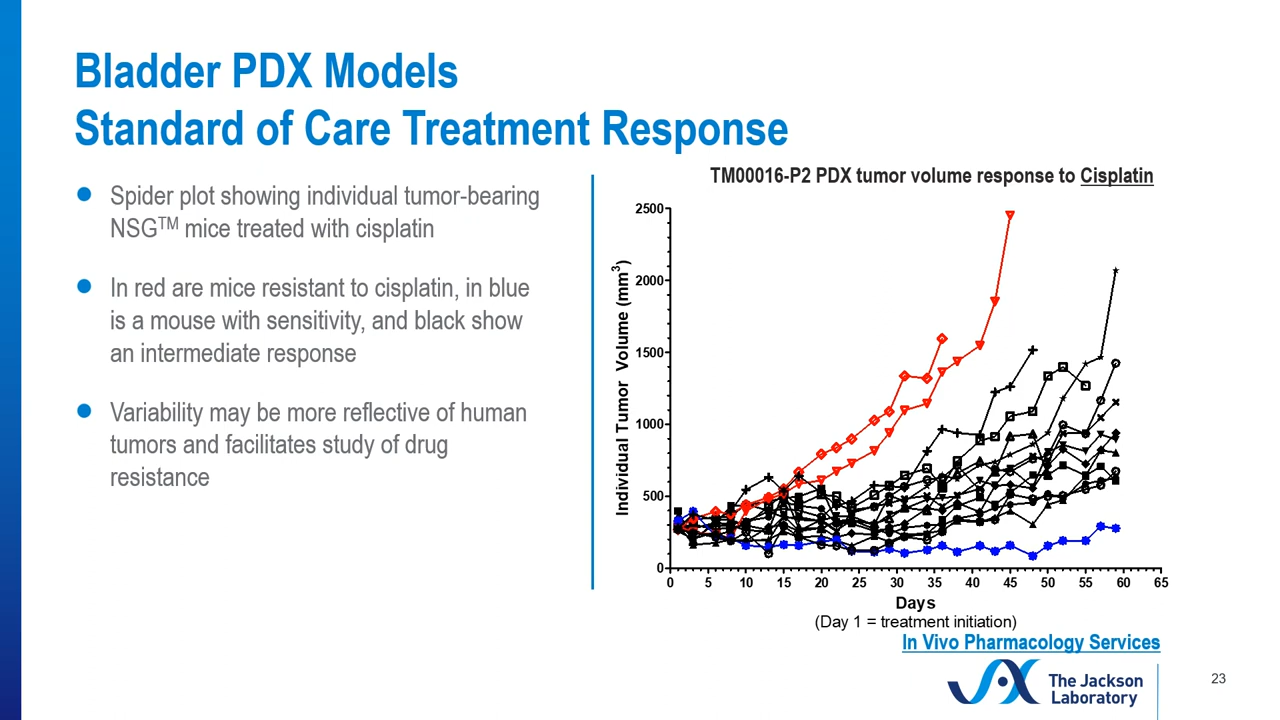 Bladder PDX Models
Standard of Care Treatment Response
Spider plot showing individual tumor-bearing
NSG™ mice treated with cisplatin
In red are mice resistant to cisplatin, in blue
is a mouse with sensitivity, and black show
an intermediate response
Variability may be more reflective of human
tumors and facilitates study of drug
resistance
TM00016-P2 PDX tumor volume response to Cisplatin
Individual Tumor Volume (mm³)
2500
2000
1500
1000
500
0
0 5 10 15 20 25 30 35 40 45 50 55 60 65
Days
(Day 1 = treatment initiation)
In Vivo Pharmacology Services
The Jackson
Laboratory
23